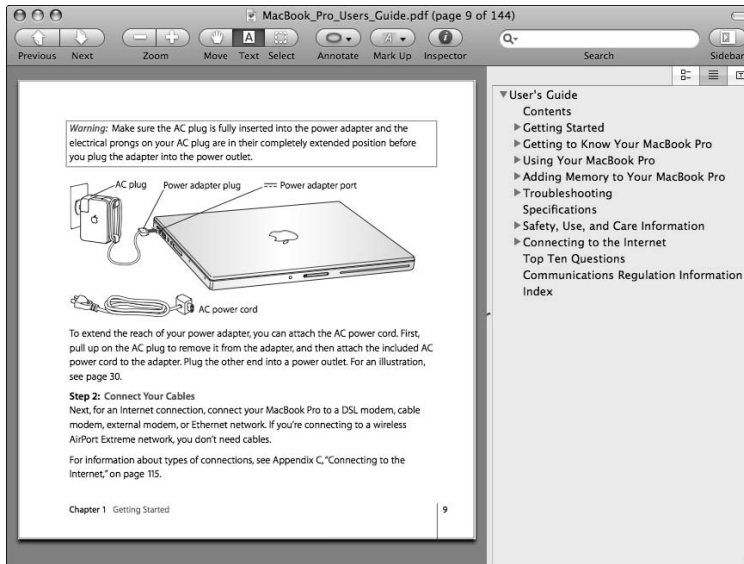 MacBook_Pro_Users_Guide.pdf (page 9 of 144)
Previous Next Zoom Move Text Select Annotate Mark Up Inspector Search Sidebar
Warning: Make sure the AC plug is fully inserted into the power adapter and the
electrical prongs on your AC plug are in their completely extended position before
you plug the adapter into the power outlet.
AC plug Power adapter plug Power adapter port
AC power cord
To extend the reach of your power adapter, you can attach the AC power cord. First,
pull up on the AC plug to remove it from the adapter, and then attach the included AC
power cord to the adapter. Plug the other end into a power outlet. For an illustration,
see page 30.
Step 2: Connect Your Cables
Next, for an Internet connection, connect your MacBook Pro to a DSL modem, cable
modem, external modem, or Ethernet network. If you're connecting to a wireless
AirPort Extreme network, you don't need cables.
For information about types of connections, see Appendix C, "Connecting to the
Internet," on page 115.
Chapter 1 Getting Started 9
User's Guide
Contents
Getting Started
Getting to Know Your MacBook Pro
Using Your MacBook Pro
Adding Memory to Your MacBook Pro
Troubleshooting
Specifications
Safety, Use, and Care Information
Connecting to the Internet
Top Ten Questions
Communications Regulation Information
Index